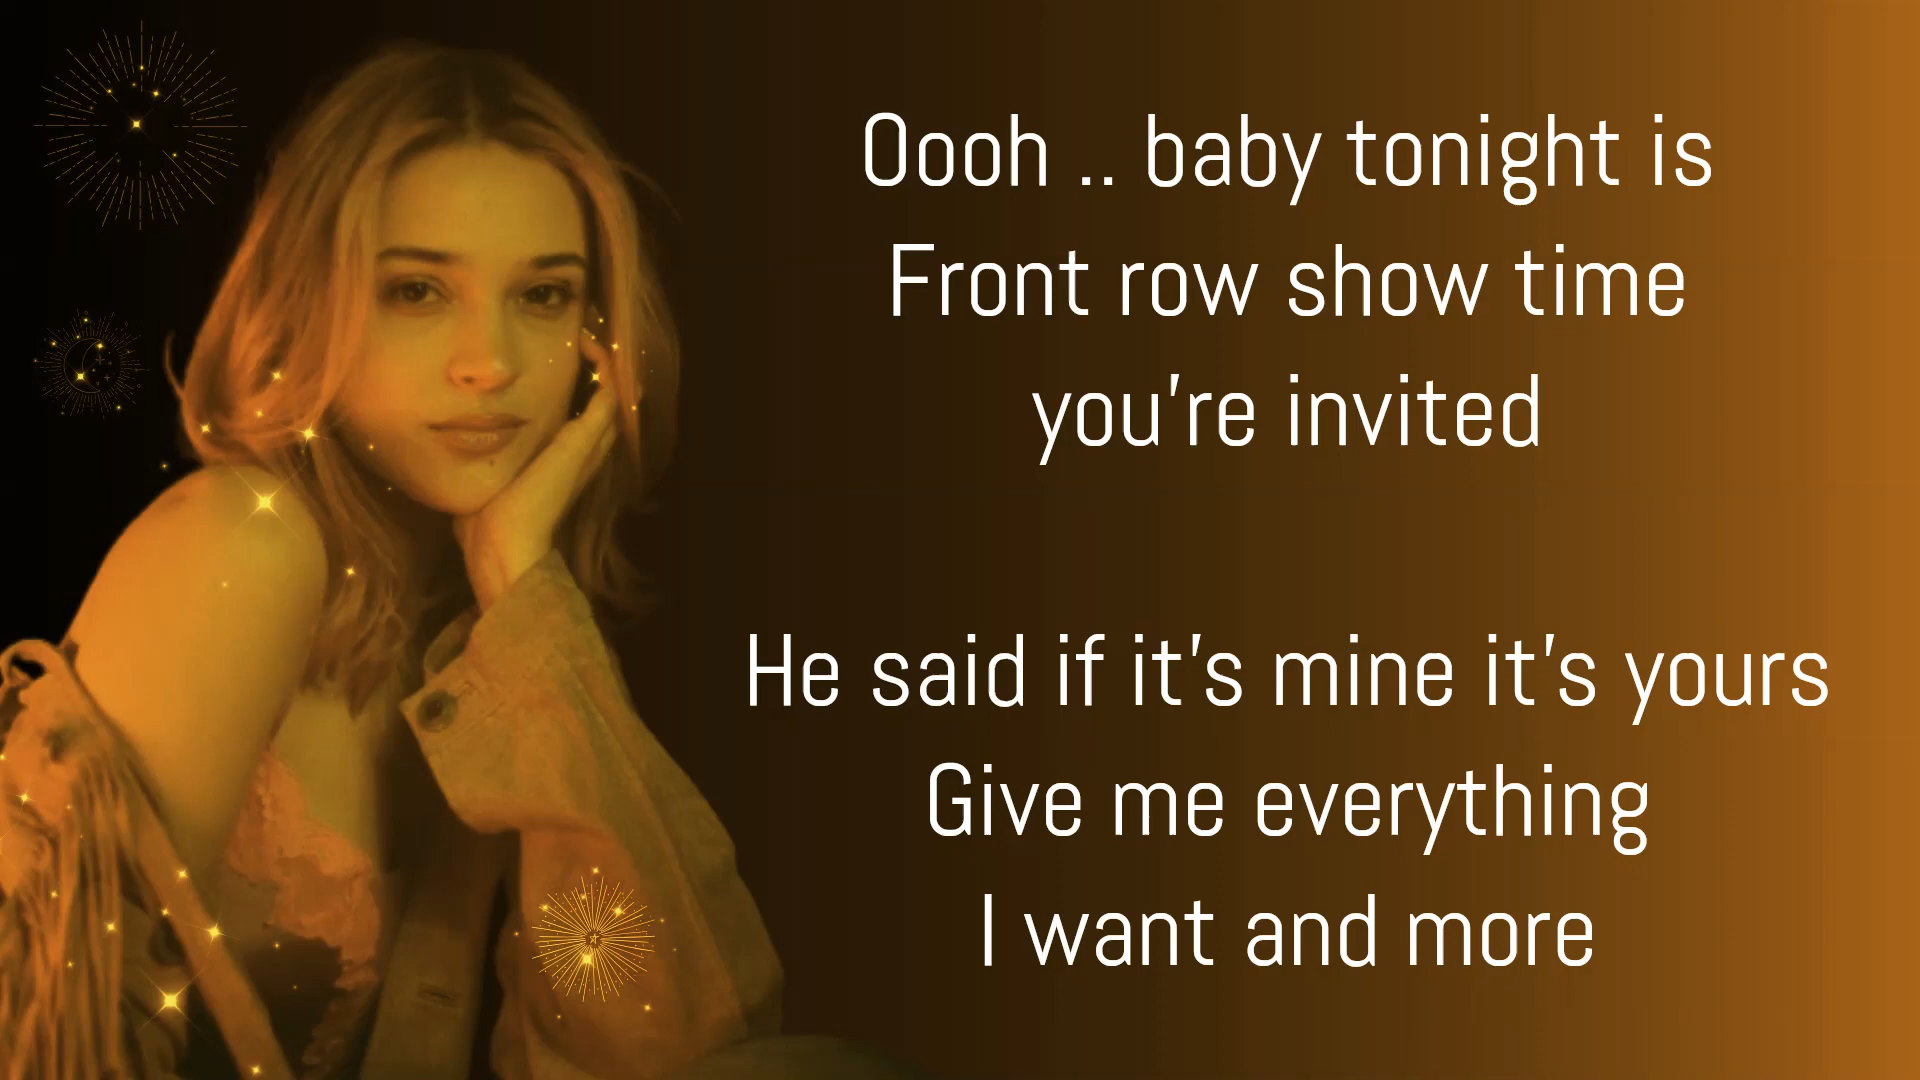 Oooh .. baby tonight is
Front row show time
you're invited
He said if it's mine it's yours
Give me everything
I want and more